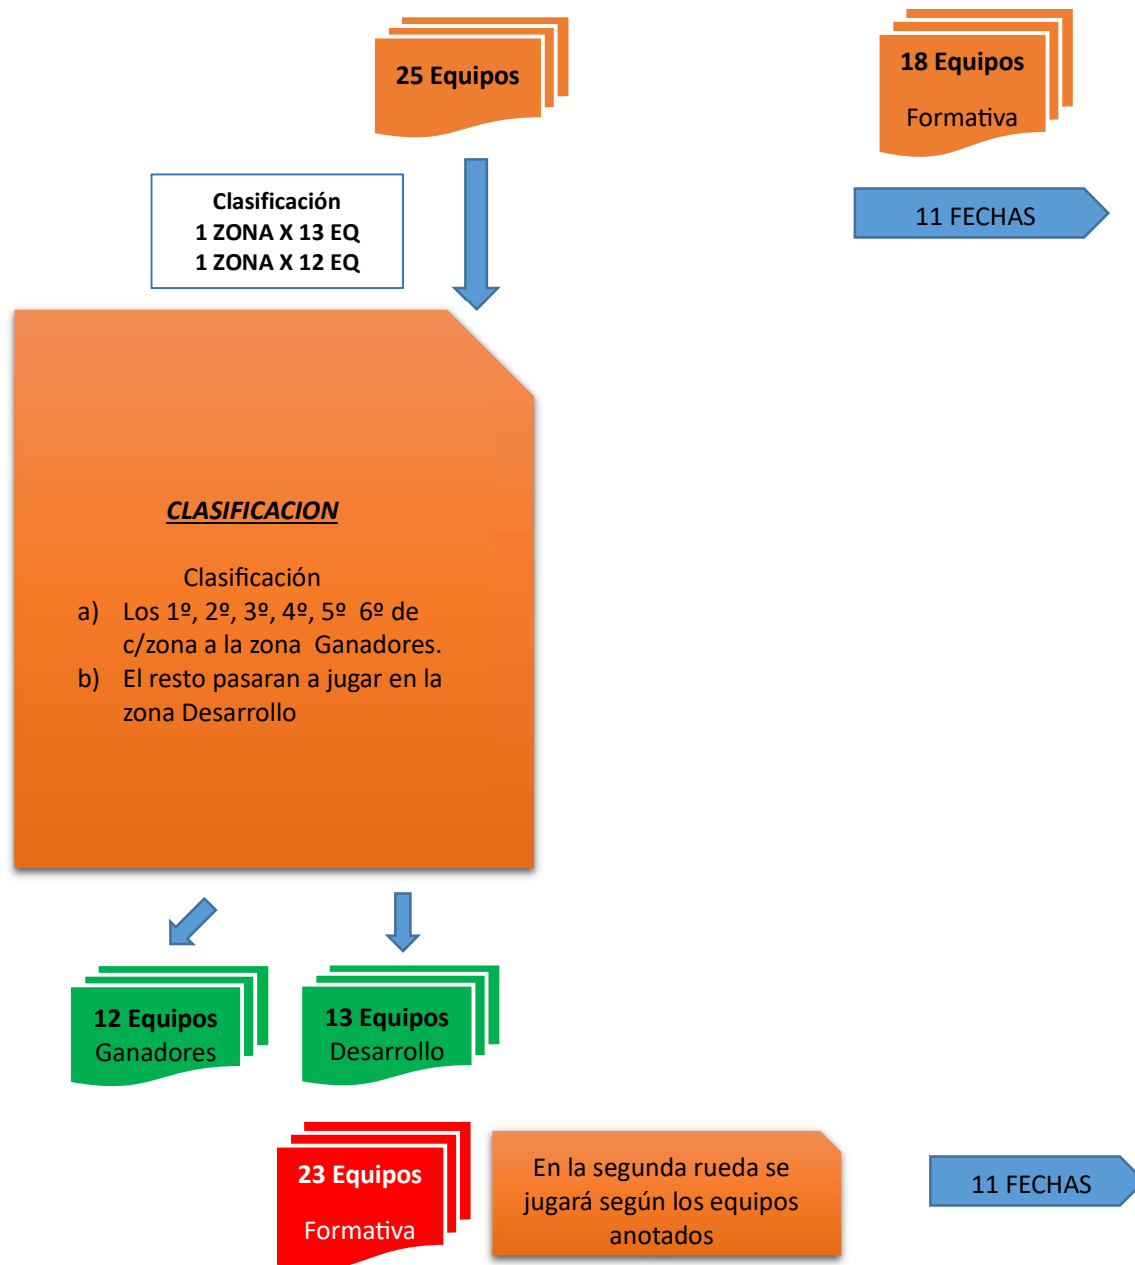 25 Equipos
18 Equipos
Formativa
Clasificación
1 ZONA X 13 EQ
1 ZONA X 12 EQ
11 FECHAS
CLASIFICACION
Clasificación
a) Los 1º, 2º, 3º, 4º, 5º 6º de
c/zona a la zona Ganadores.
b) El resto pasaran a jugar en la
zona Desarrollo
12 Equipos
Ganadores
13 Equipos
Desarrollo
23 Equipos
Formativa
En la segunda rueda se
jugará según los equipos
anotados
11 FECHAS